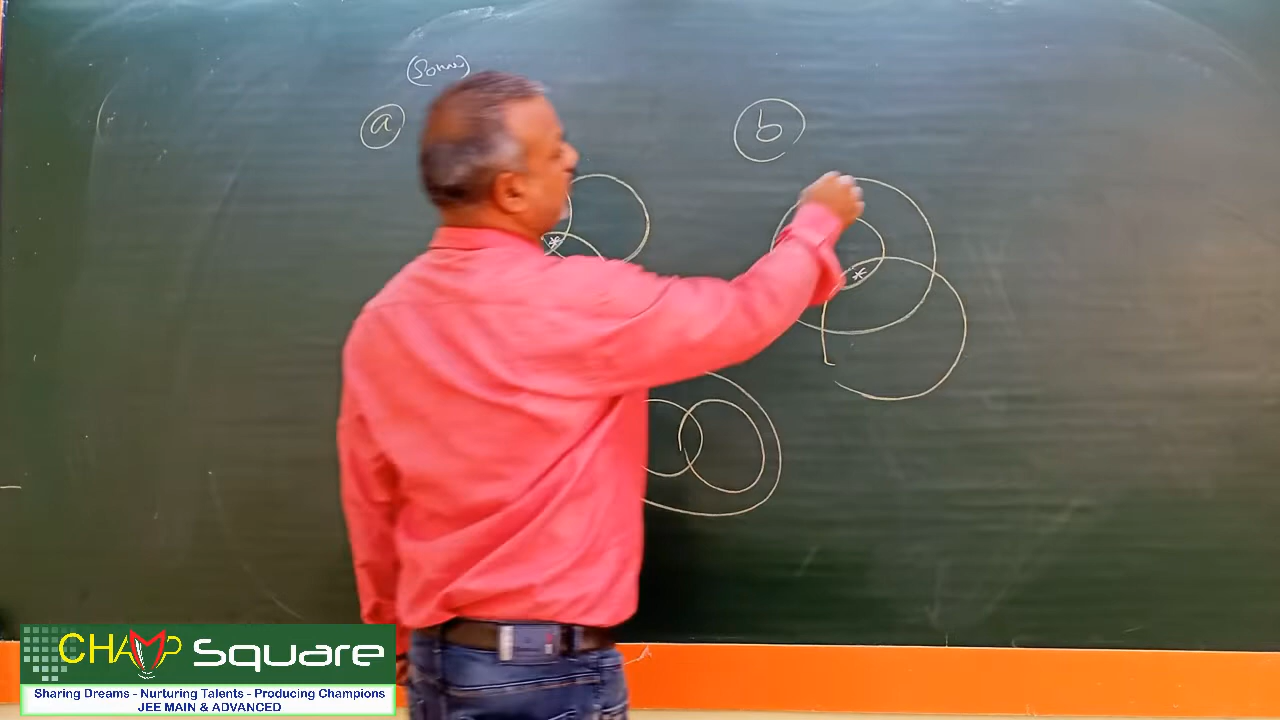 (Some)
a
b
*
*
CHAMP Square
Sharing Dreams - Nurturing Talents - Producing Champions
JEE MAIN & ADVANCED